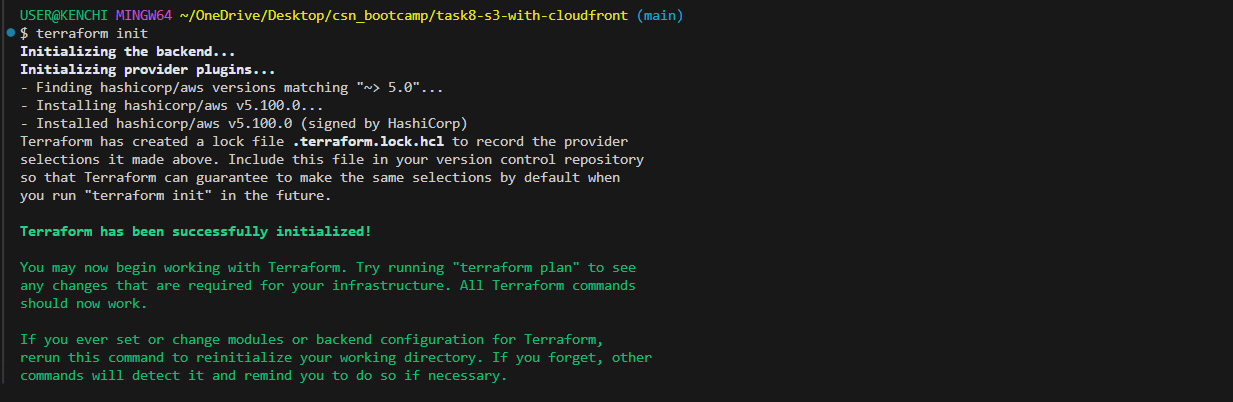 USER@KENCHI MINGW64 ~/OneDrive/Desktop/csn_bootcamp/task8-s3-with-cloudfront (main)
$ terraform init
Initializing the backend...
Initializing provider plugins...
- Finding hashicorp/aws versions matching "~> 5.0"...
- Installing hashicorp/aws v5.100.0...
- Installed hashicorp/aws v5.100.0 (signed by HashiCorp)
Terraform has created a lock file .terraform.lock.hcl to record the provider
selections it made above. Include this file in your version control repository
so that Terraform can guarantee to make the same selections by default when
you run "terraform init" in the future.

Terraform has been successfully initialized!

You may now begin working with Terraform. Try running "terraform plan" to see
any changes that are required for your infrastructure. All Terraform commands
should now work.

If you ever set or change modules or backend configuration for Terraform,
rerun this command to reinitialize your working directory. If you forget, other
commands will detect it and remind you to do so if necessary.